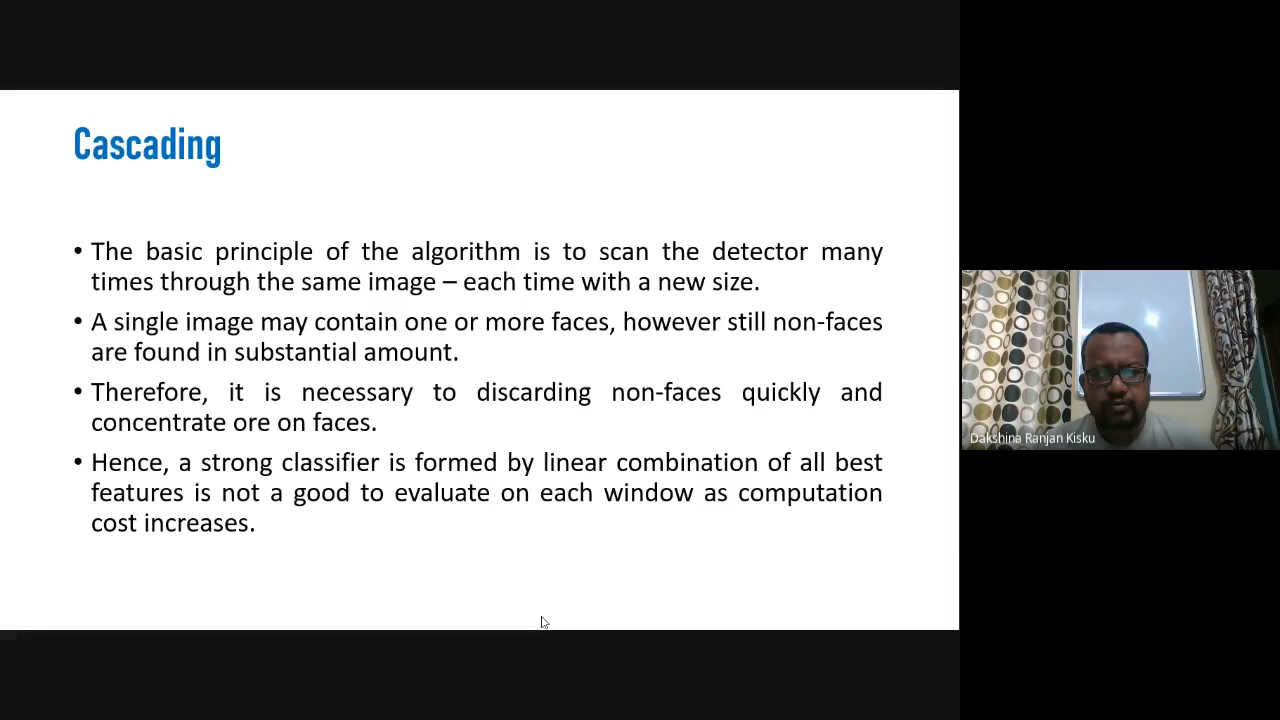 Cascading
• The basic principle of the algorithm is to scan the detector many
times through the same image – each time with a new size.
• A single image may contain one or more faces, however still non-faces
are found in substantial amount.
• Therefore, it is necessary to discarding non-faces quickly and
concentrate ore on faces.
• Hence, a strong classifier is formed by linear combination of all best
features is not a good to evaluate on each window as computation
cost increases.
Dakshina Ranjan Kisku